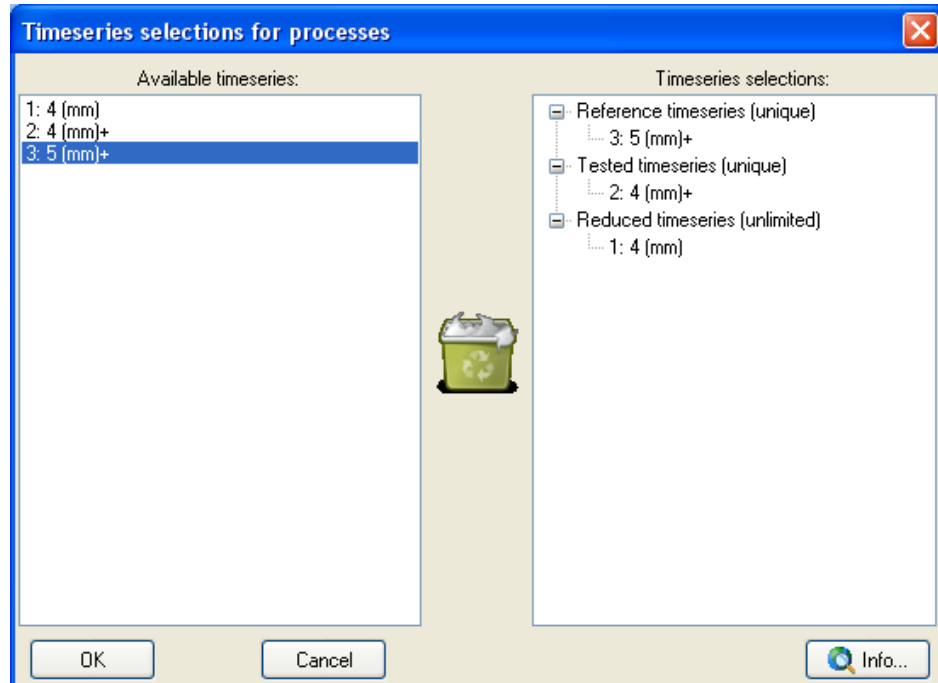 Timeseries selections for processes
Available timeseries:
1: 4 (mm)
2: 4 (mm)+
3: 5 (mm)+
Timeseries selections:
Reference timeseries (unique)
3: 5 (mm)+
Tested timeseries (unique)
2: 4 (mm)+
Reduced timeseries (unlimited)
1: 4 (mm)
OK
Cancel
Info...